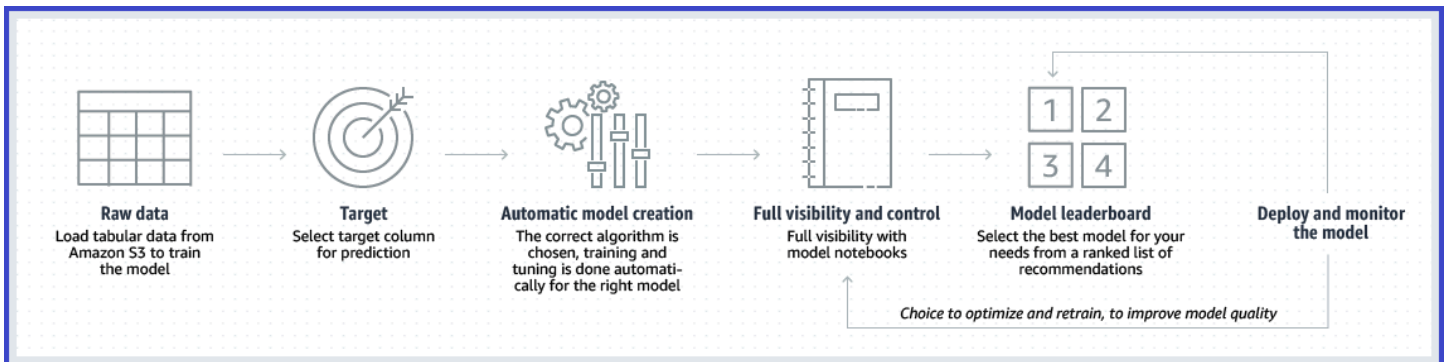 1
2
3
4
Raw data
Load tabular data from
Amazon S3 to train
the model
Target
Select target column
for prediction
Automatic model creation
The correct algorithm is
chosen, training and
tuning is done automati-
cally for the right model
Full visibility and control
Full visibility with
model notebooks
Model leaderboard
Select the best model for your
needs from a ranked list of
recommendations
Deploy and monitor
the model
Choice to optimize and retrain, to improve model quality